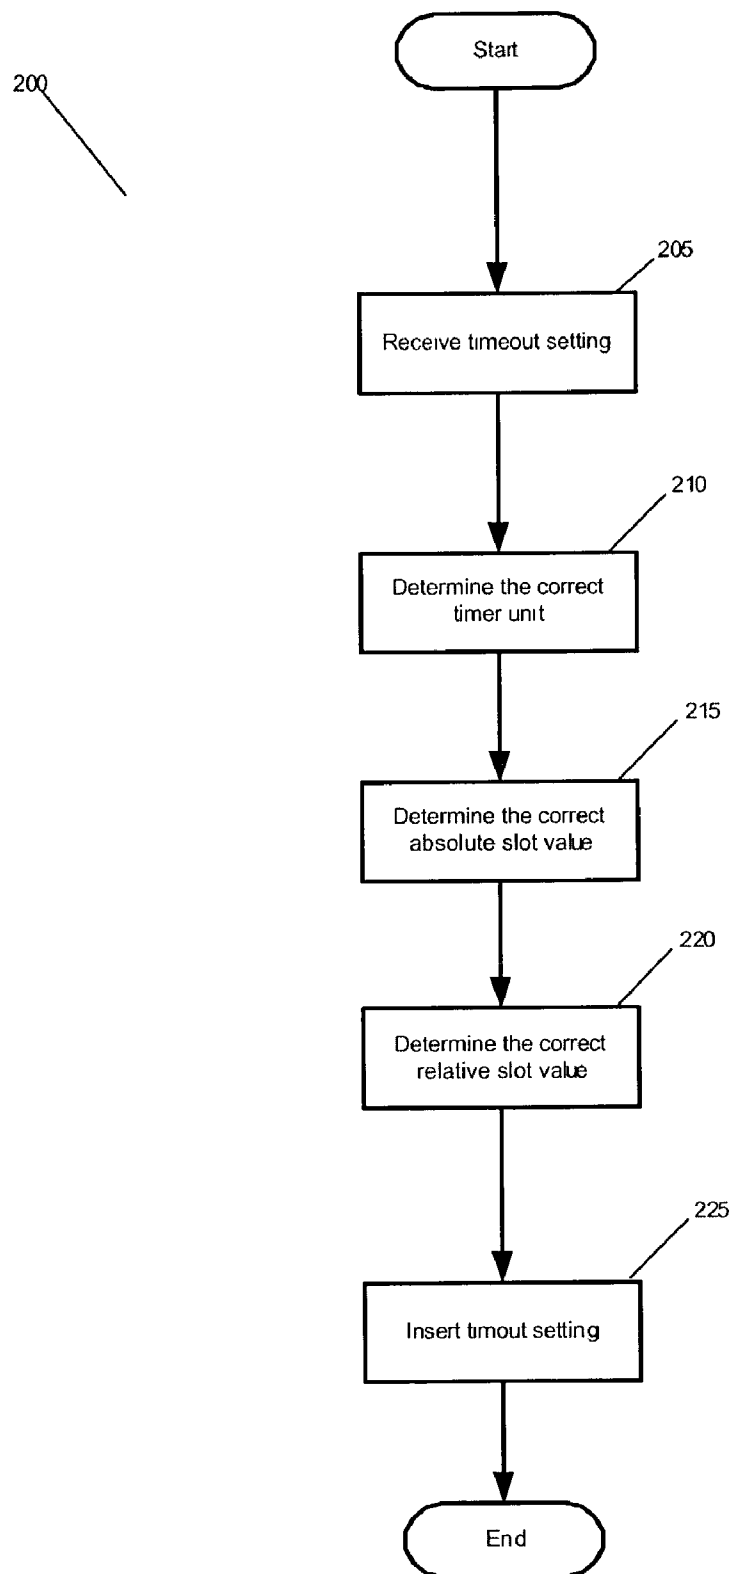 Start
200
205
Receive timeout setting
210
Determine the correct
timer unit
215
Determine the correct
absolute slot value
220
Determine the correct
relative slot value
225
Insert timout setting
End